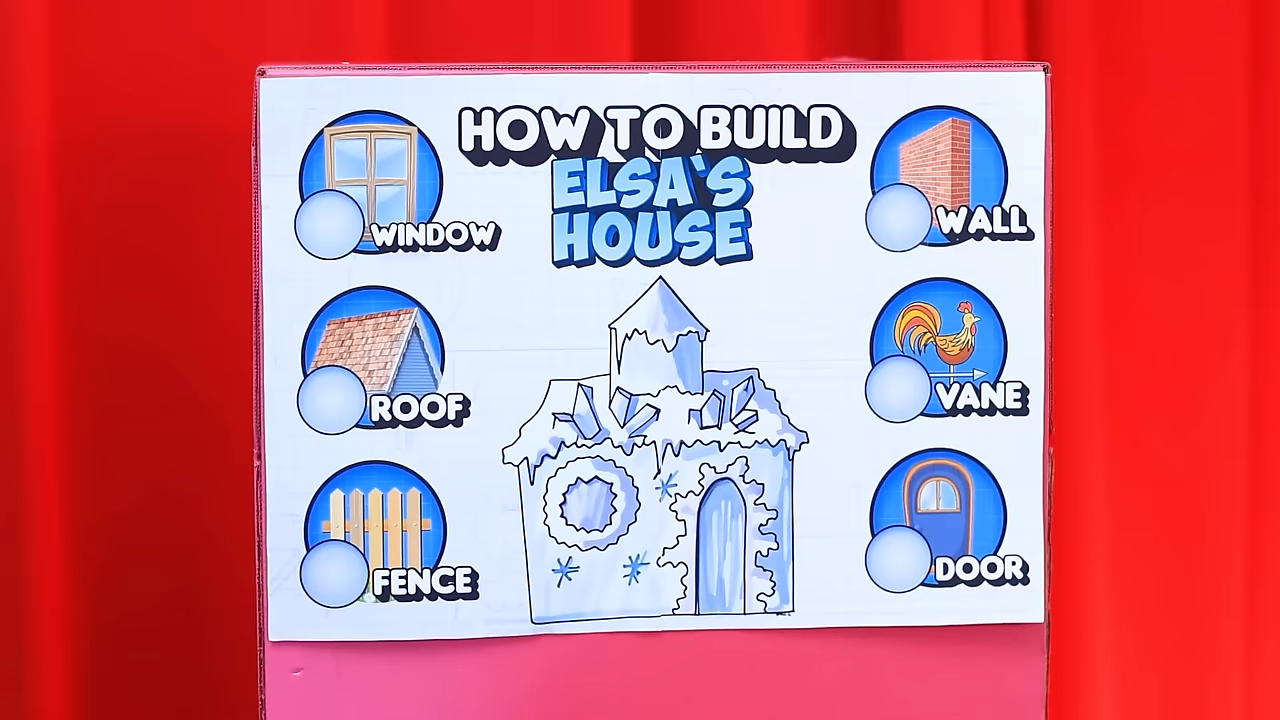 HOW TO BUILD
ELSA'S
HOUSE
WINDOW
WALL
ROOF
VANE
FENCE
DOOR